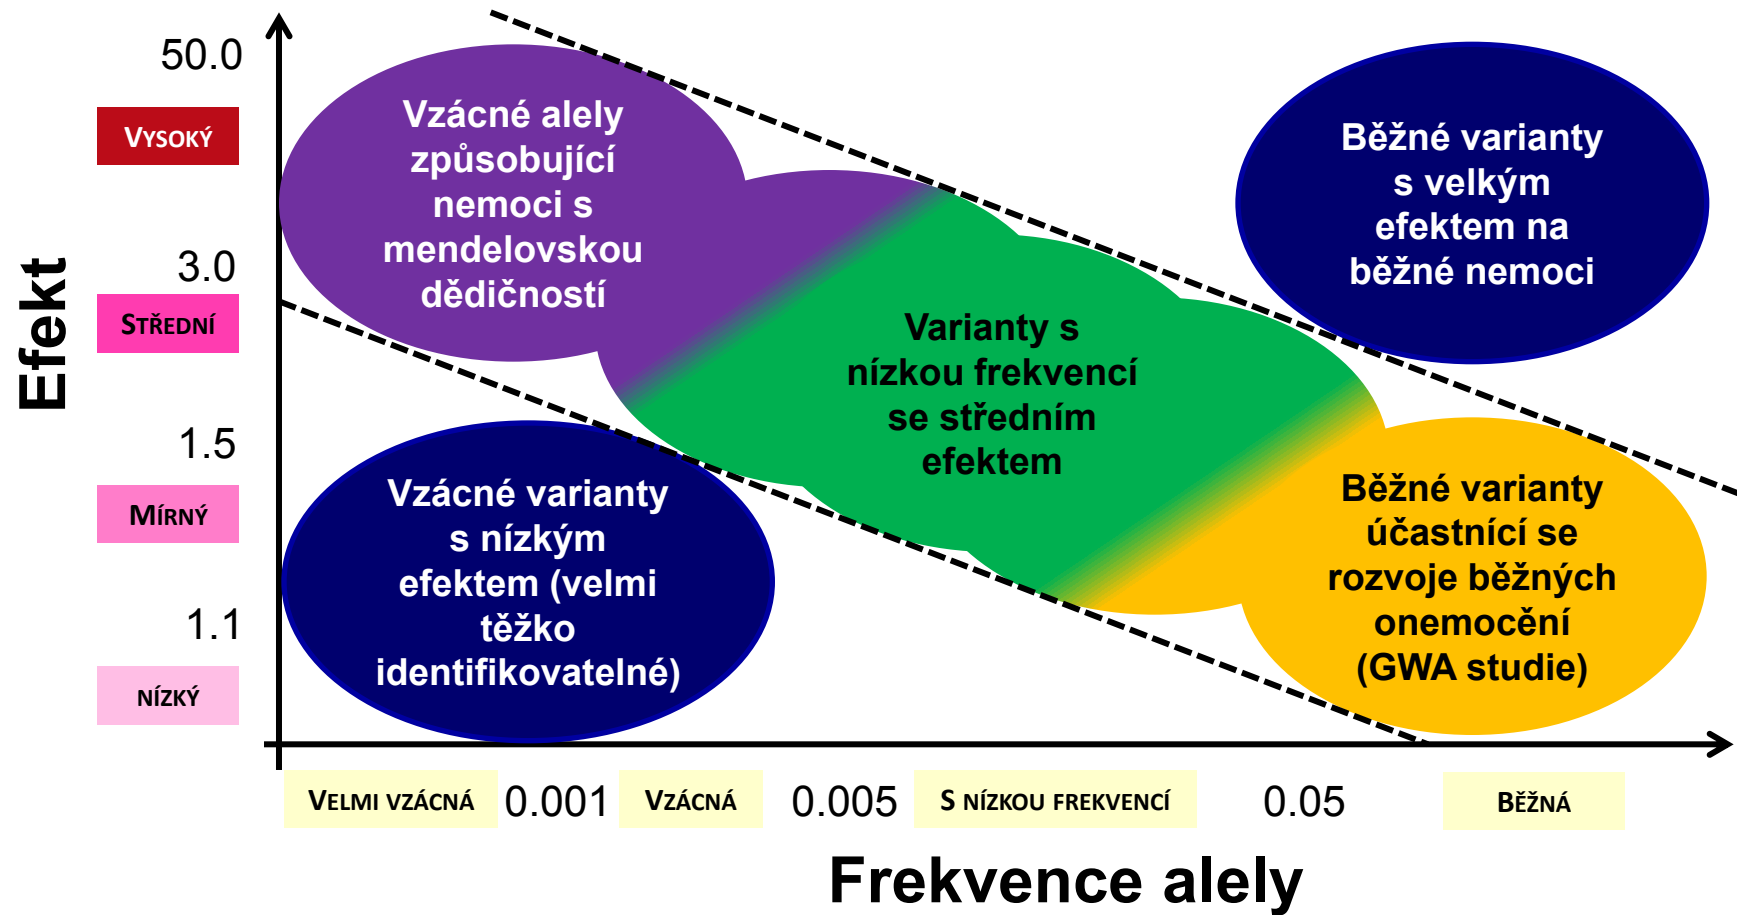 50.0
VYSOKÝ
3.0
STŘEDNÍ
1.5
MÍRNÝ
1.1
NÍZKÝ
Efekt
Vzácné alely
způsobující
nemoci s
mendelovskou
dědičností
Běžné varianty
s velkým
efektem na
běžné nemoci
Varianty s
nízkou frekvencí
se středním
efektem
Vzácné varianty
s nízkým
efektem (velmi
těžko
identifikovatelné)
Běžné varianty
účastnící se
rozvoje běžných
onemocnění
(GWA studie)
VELMI VZÁCNÁ 0.001 VZÁCNÁ 0.005 S NÍZKOU FREKVENCÍ 0.05 BĚŽNÁ
Frekvence alely